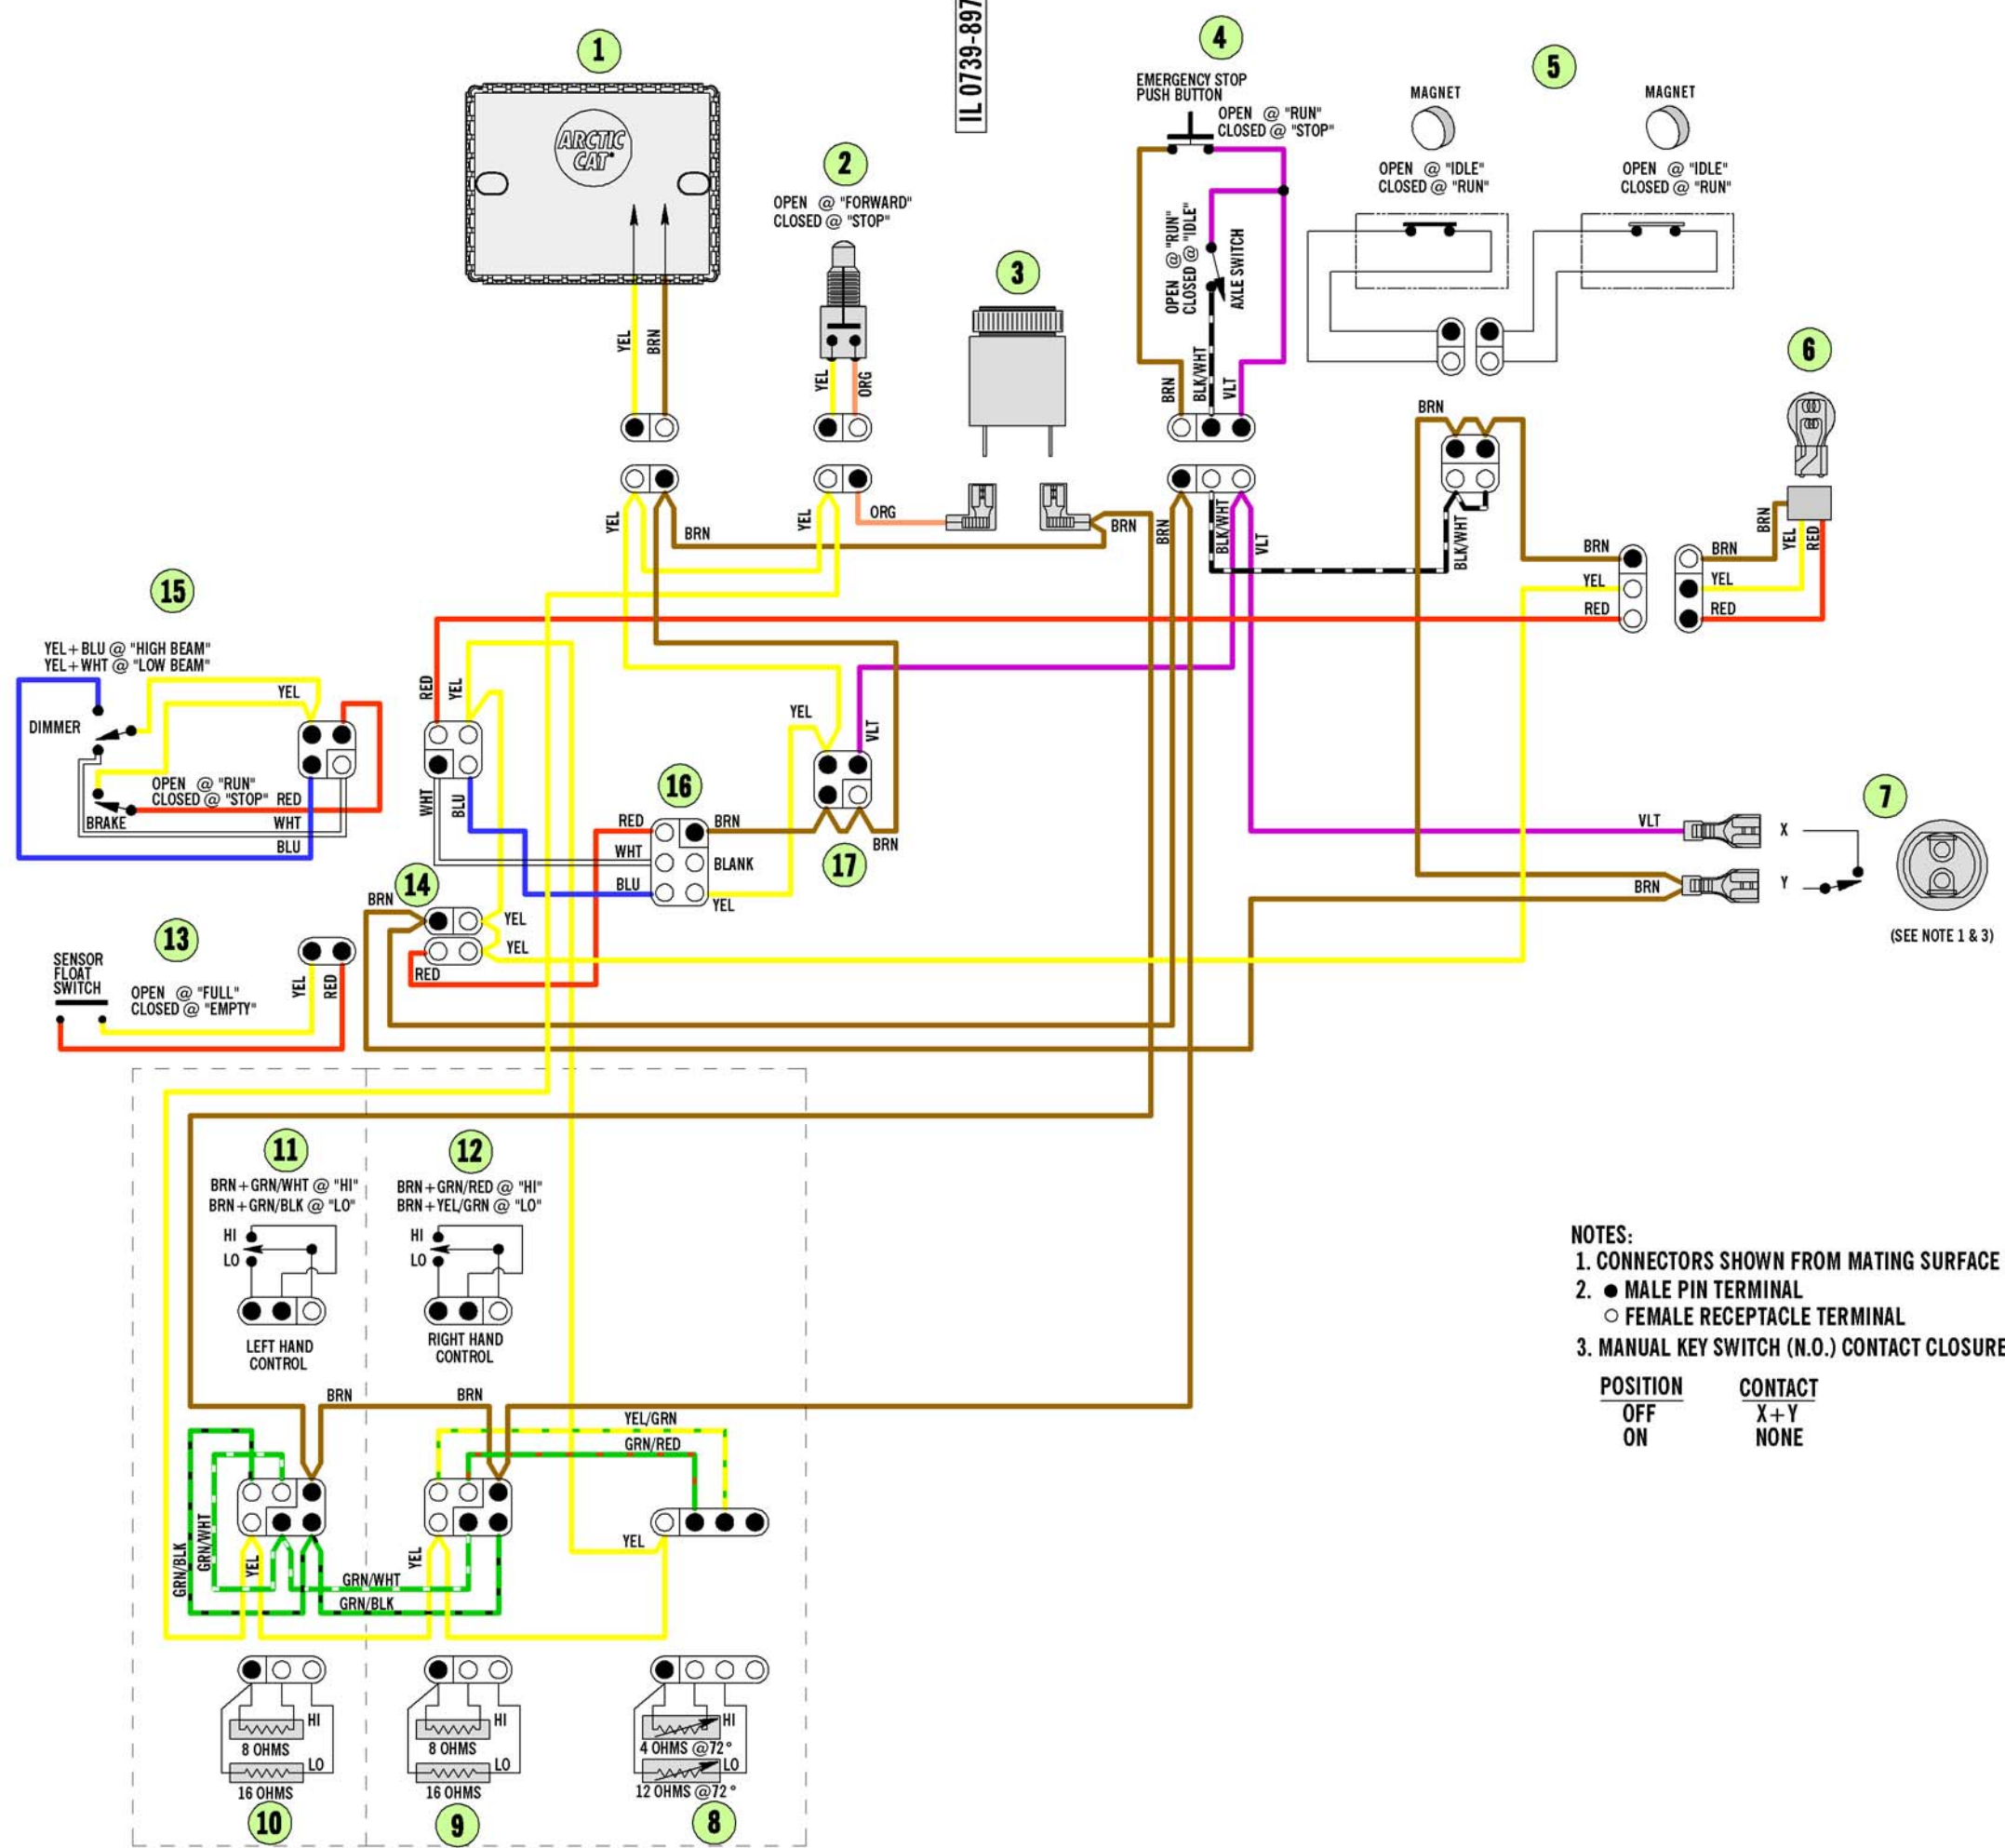 IL 0739-897
1
ARCTIC
CAT
YEL
BRN
2
OPEN @ "FORWARD"
CLOSED @ "STOP"
YEL
ORG
3
4
EMERGENCY STOP
PUSH BUTTON
OPEN @ "RUN"
CLOSED @ "STOP"
OPEN @ "RUN"
CLOSED @ "IDLE"
AXLE SWITCH
BRN
BLK/WHT
VLT
5
MAGNET
OPEN @ "IDLE"
CLOSED @ "RUN"
MAGNET
OPEN @ "IDLE"
CLOSED @ "RUN"
6
BRN
YEL
BRN
YEL
ORG
BRN
BRN
BLK/WHT
VLT
BLK/WHT
BRN
YEL
RED
BRN
YEL
RED
BRN
YEL
RED
15
YEL+BLU @ "HIGH BEAM"
YEL+WHT @ "LOW BEAM"
YEL
DIMMER
OPEN @ "RUN"
CLOSED @ "STOP"
RED
BRAKE
WHT
BLU
RED
YEL
WHT
BLU
16
RED
BRN
WHT
BLANK
BLU
YEL
YEL
VLT
BRN
17
VLT
X
BRN
Y
7
(SEE NOTE 1 & 3)
14
BRN
YEL
YEL
RED
13
SENSOR
FLOAT
SWITCH
OPEN @ "FULL"
CLOSED @ "EMPTY"
YEL
RED
11
BRN+GRN/WHT @ "HI"
BRN+GRN/BLK @ "LO"
HI
LO
LEFT HAND
CONTROL
12
BRN+GRN/RED @ "HI"
BRN+YEL/GRN @ "LO"
HI
LO
RIGHT HAND
CONTROL
BRN
BRN
YEL/GRN
GRN/RED
GRN/BLK
GRN/WHT
YEL
YEL
YEL
GRN/WHT
GRN/BLK
HI
8 OHMS
LO
16 OHMS
10
HI
8 OHMS
LO
16 OHMS
9
HI
4 OHMS @72°
LO
12 OHMS @72°
8
NOTES:
1. CONNECTORS SHOWN FROM MATING SURFACE
2. ● MALE PIN TERMINAL
○ FEMALE RECEPTACLE TERMINAL
3. MANUAL KEY SWITCH (N.O.) CONTACT CLOSURE
POSITION CONTACT
OFF X+Y
ON NONE